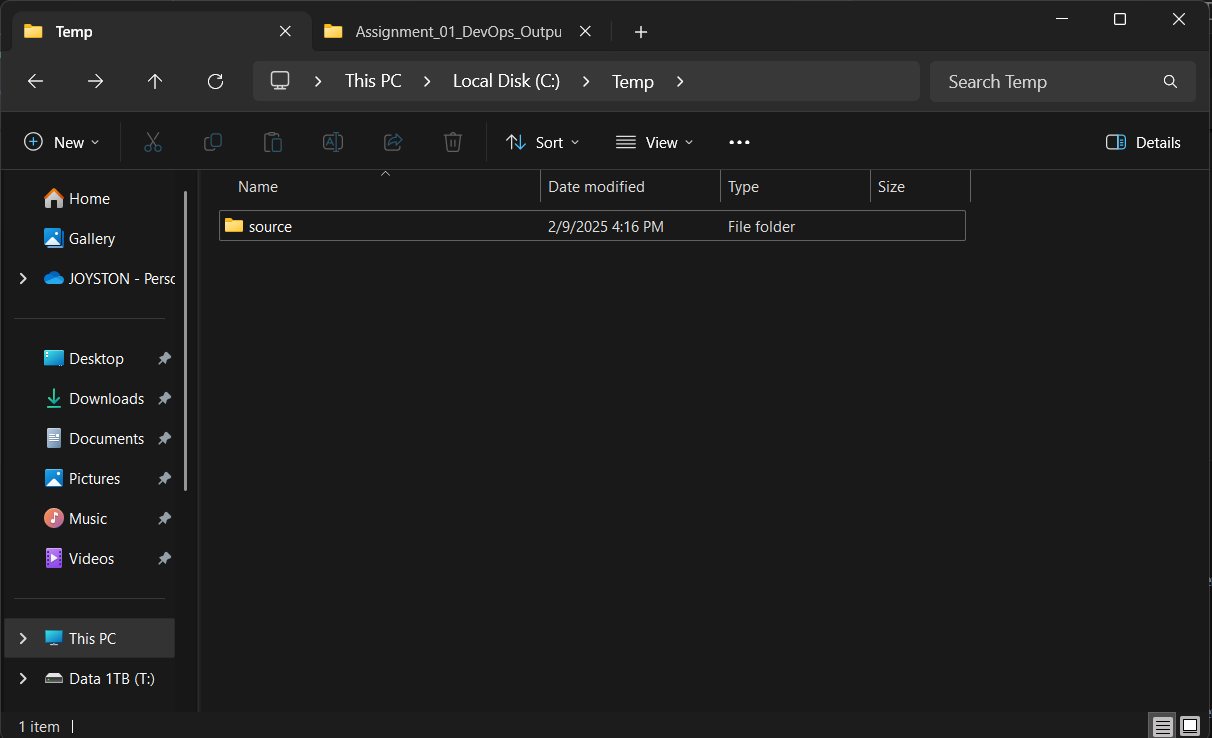 Temp
Assignment_01_DevOps_Outpu
This PC Local Disk (C:) Temp
Search Temp
New
Sort
View
Details
Name Date modified Type Size
source 2/9/2025 4:16 PM File folder
Home
Gallery
JOYSTON - Perso
Desktop
Downloads
Documents
Pictures
Music
Videos
This PC
Data 1TB (T:)
1 item